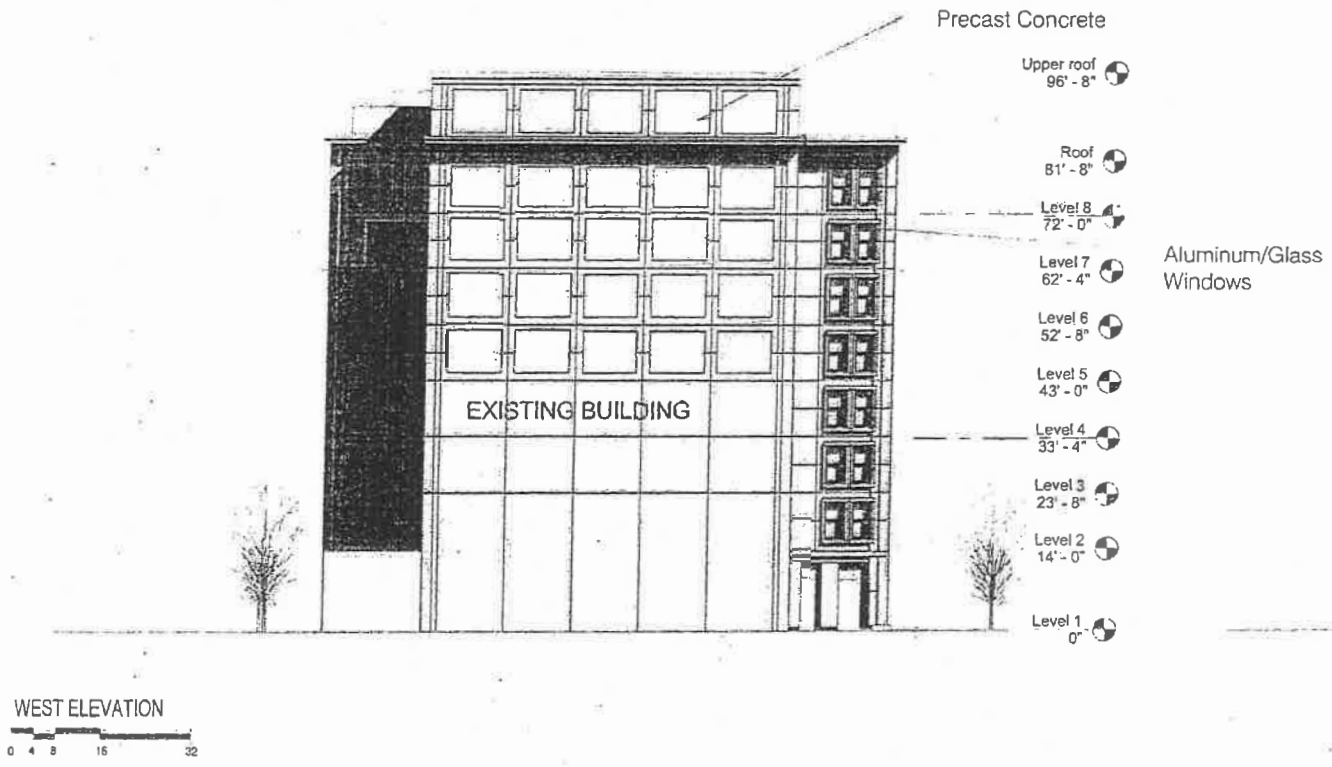 Precast Concrete
Upper roof
96' - 8"
Roof
81' - 8"
Level 8
72' - 0"
Aluminum/Glass
Windows
Level 7
62' - 4"
Level 6
52' - 8"
Level 5
43' - 0"
EXISTING BUILDING
Level 4
33' - 4"
Level 3
23' - 8"
Level 2
14' - 0"
Level 1
0"
WEST ELEVATION
0 4 8 16 32